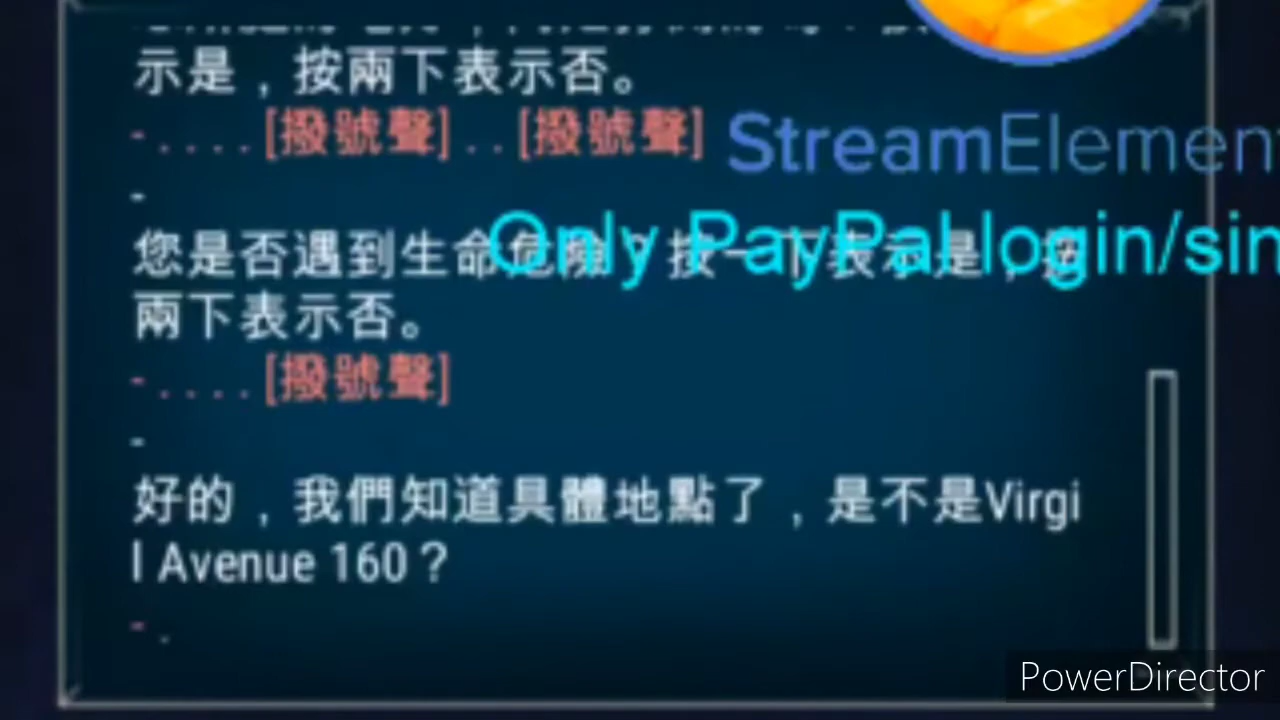 示是，按兩下表示否。
-....[撥號聲]..[撥號聲]
StreamElemen
-
您是否遇到生命危險？按一下表示是，按
Only PayPal login/sin
兩下表示否。
-....[撥號聲]
-
好的，我們知道具體地點了，是不是Virgi
l Avenue 160？
-.
PowerDirector